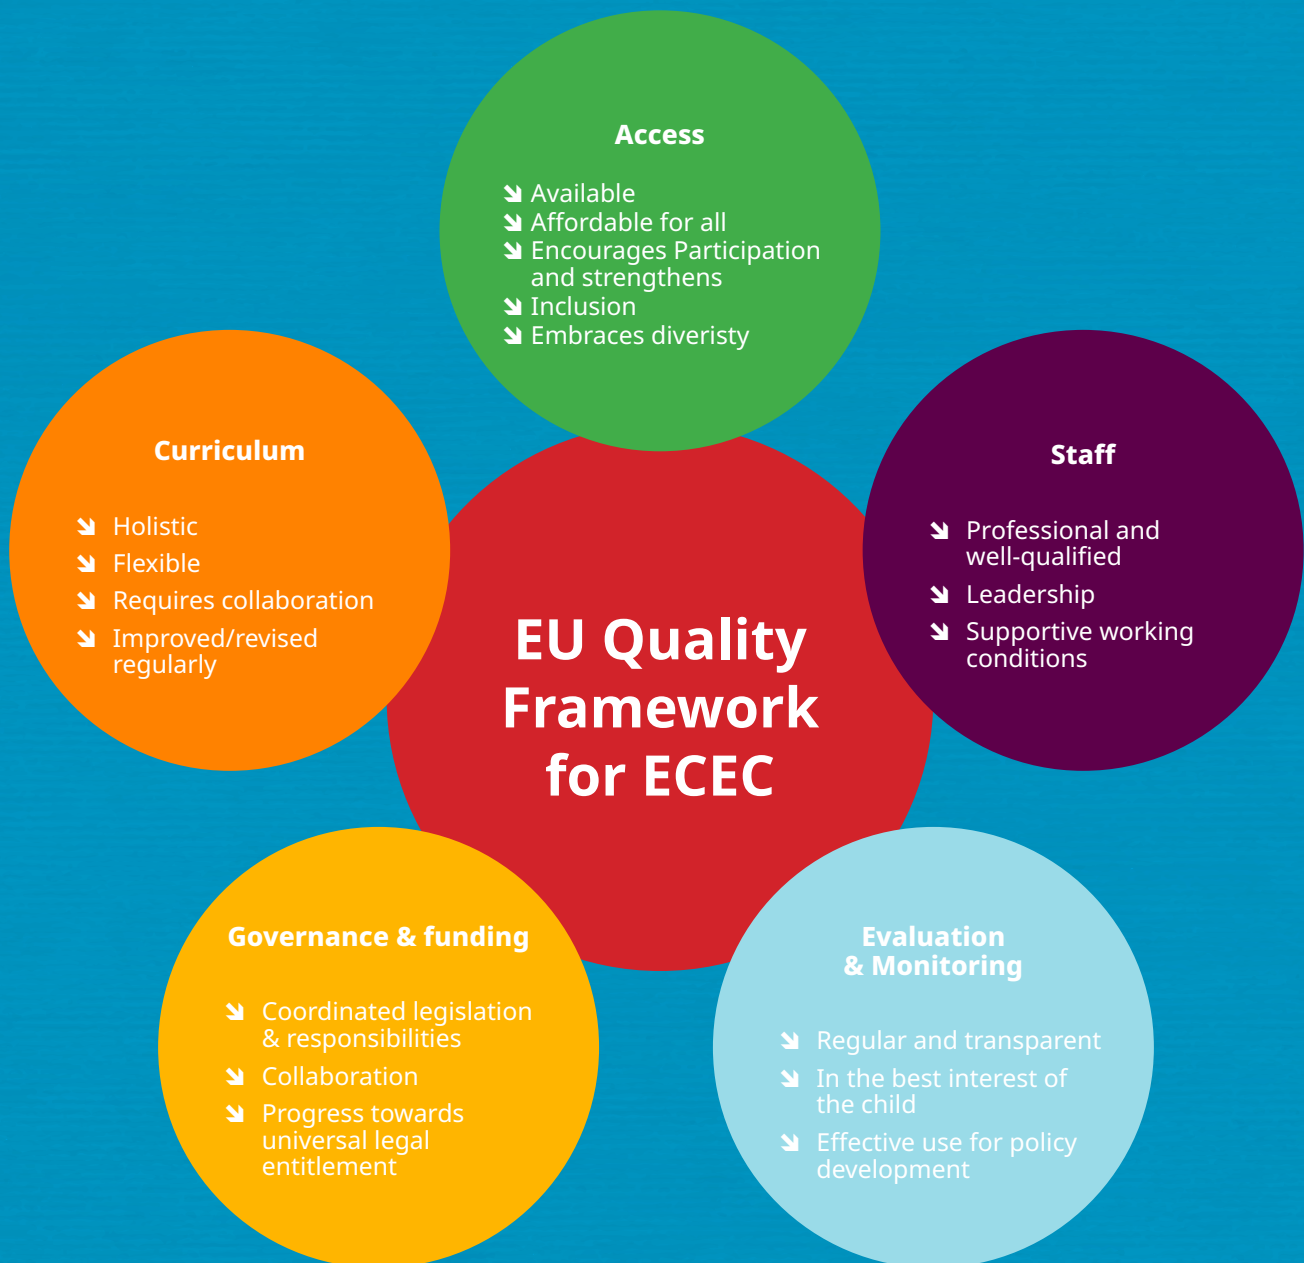 Access
Available
Affordable for all
Encourages Participation
and strengthens
Inclusion
Embraces diveristy
Curriculum
Holistic
Flexible
Requires collaboration
Improved/revised
regularly
Staff
Professional and
well-qualified
Leadership
Supportive working
conditions
EU Quality
Framework
for ECEC
Governance & funding
Coordinated legislation
& responsibilities
Collaboration
Progress towards
universal legal
entitlement
Evaluation
& Monitoring
Regular and transparent
In the best interest of
the child
Effective use for policy
development